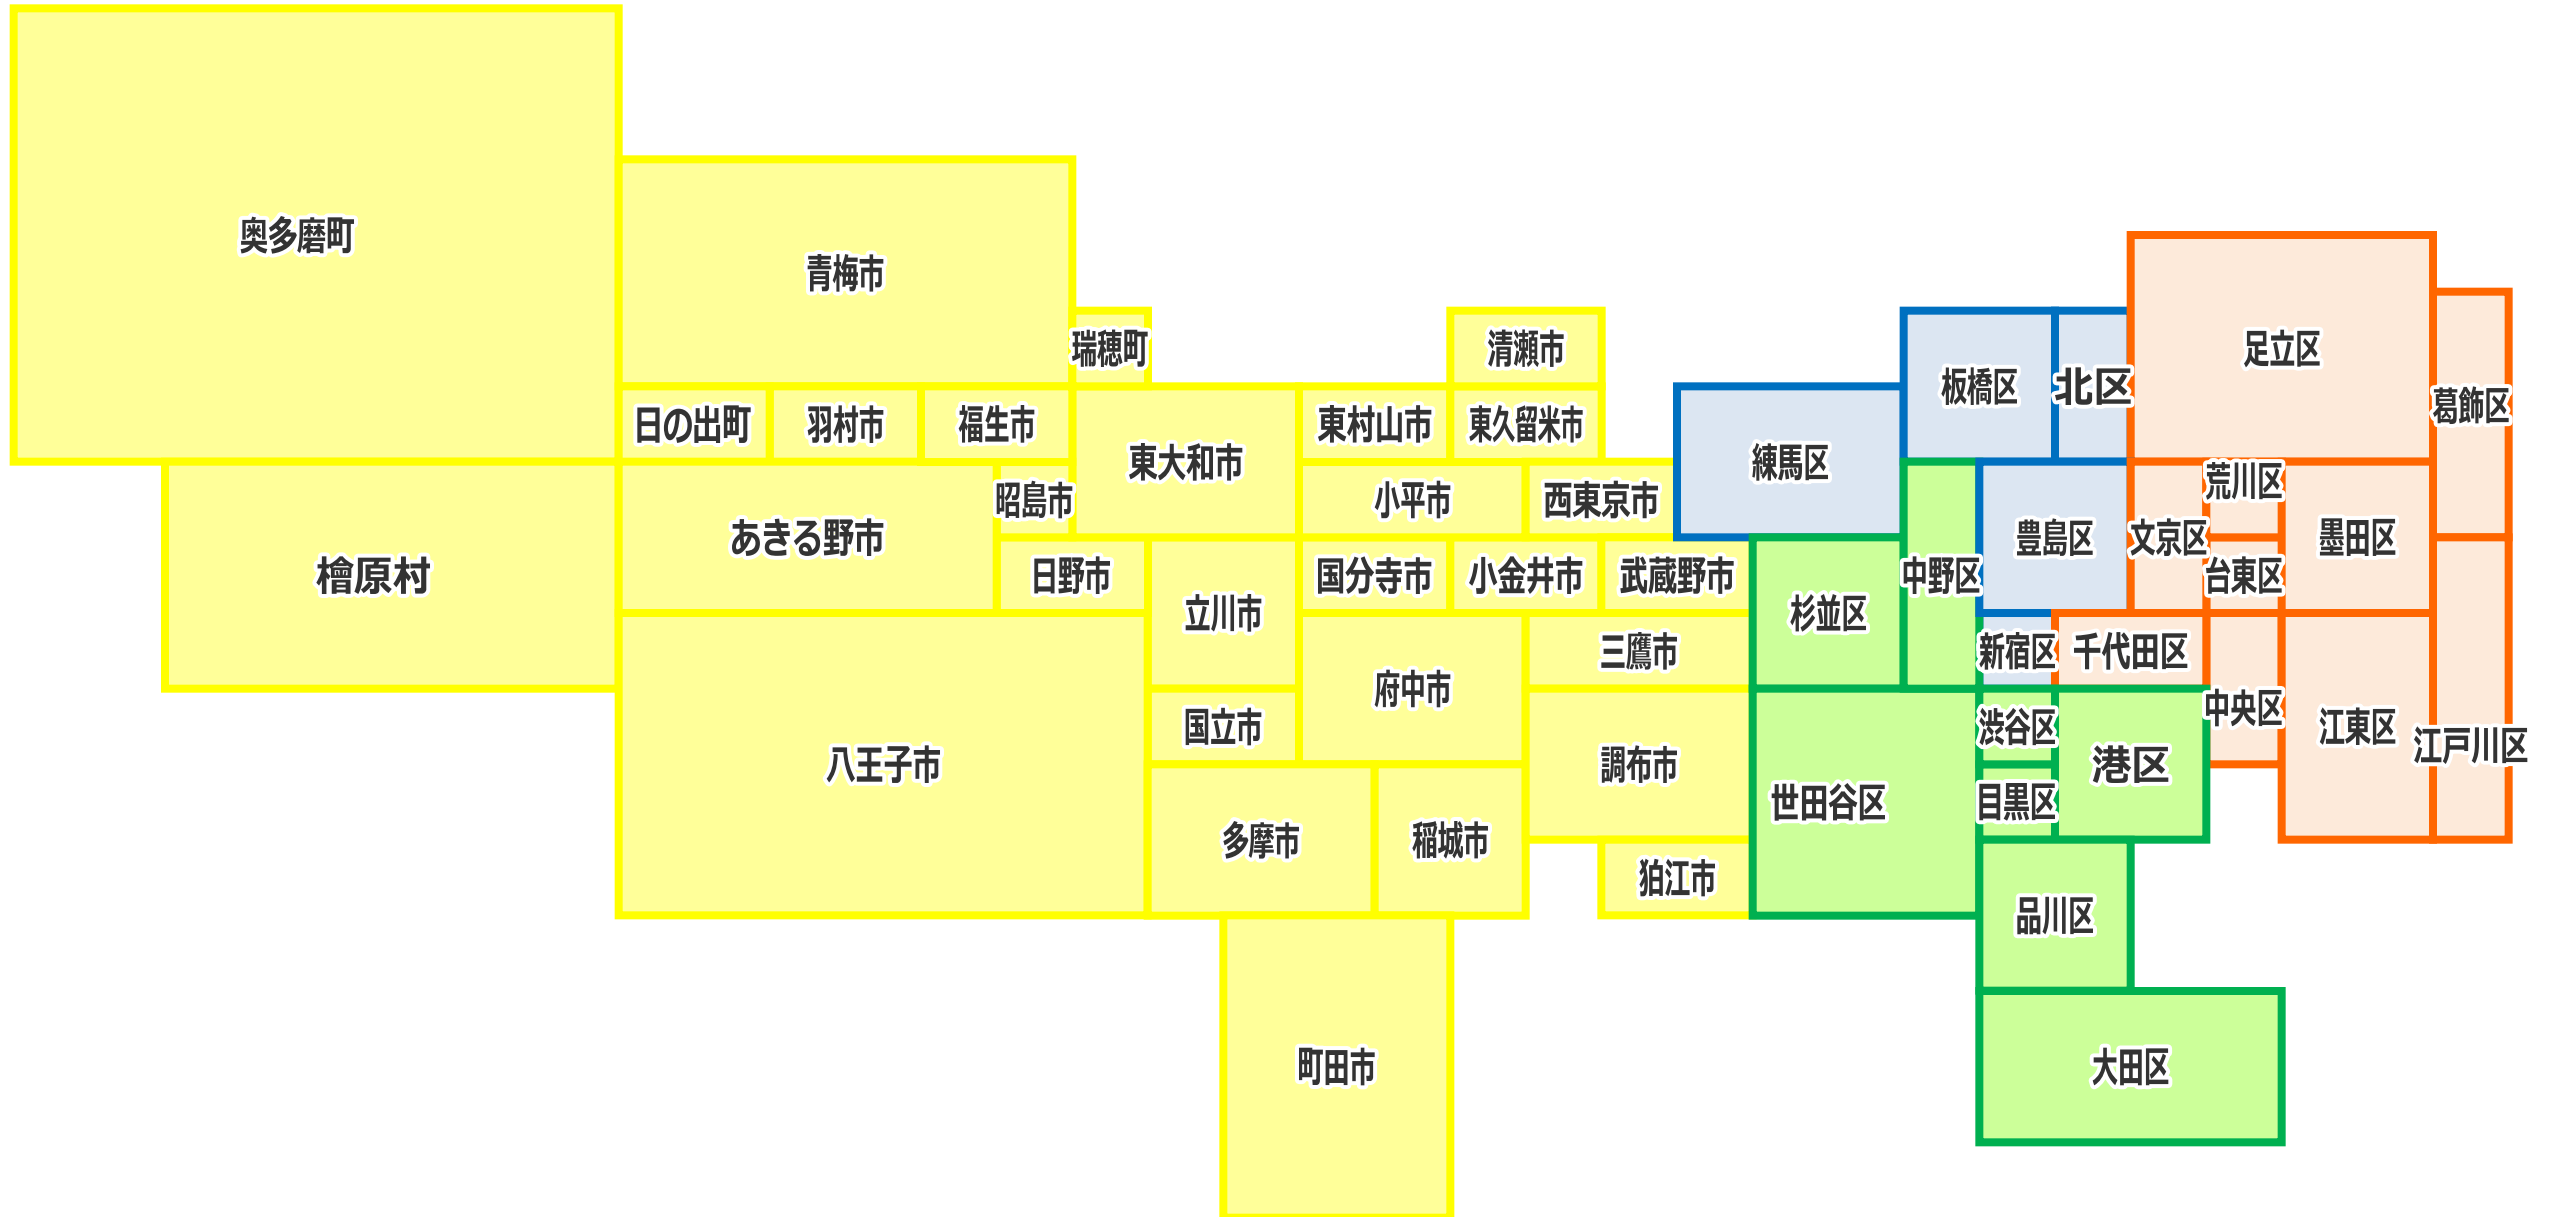 奥多磨町
青梅市
瑞穂町
清瀬市
足立区
板橋区
北区
葛飾区
日の出町
羽村市
福生市
東村山市
東久留米市
東大和市
練馬区
荒川区
昭島市
小平市
西東京市
あきる野市
豊島区
文京区
墨田区
檜原村
日野市
国分寺市
小金井市
武蔵野市
中野区
台東区
立川市
杉並区
三鷹市
新宿区
千代田区
府中市
中央区
国立市
渋谷区
江東区
江戸川区
八王子市
調布市
港区
世田谷区
目黒区
多摩市
稲城市
狛江市
品川区
町田市
大田区